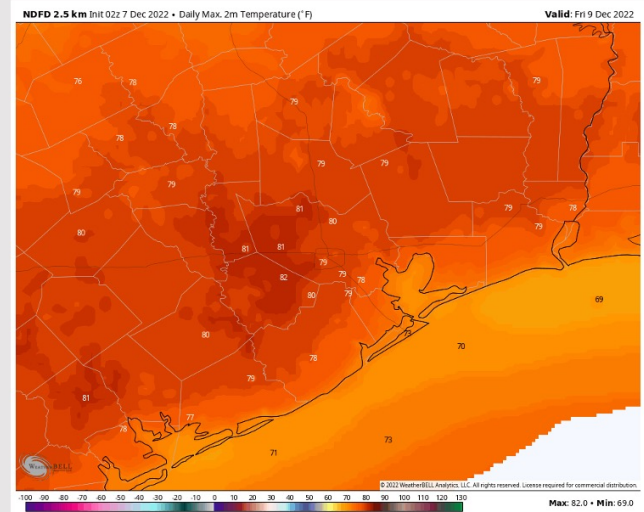 NDFD 2.5 km Init 02z 7 Dec 2022 • Daily Max. 2m Temperature (°F)
Valid: Fri 9 Dec 2022
76 78 79 79
78 78
79 79
79 79
81
80 80 79 78
79
81 81
79
82 79 78
80 79
69
80 73
70
78
79
81
77
78
73
71
WeatherBELL
© 2022 WeatherBELL Analytics, LLC. All rights reserved. License required for commercial distribution.
-100 -90 -80 -70 -60 -50 -40 -30 -20 -10 0 10 20 30 40 50 60 70 80 90 100 110 120 130
Max: 82.0 • Min: 69.0